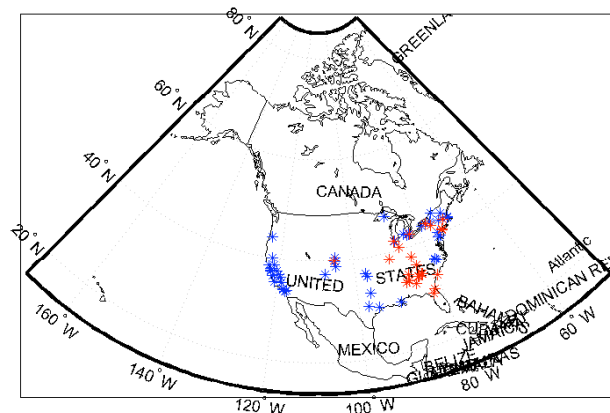 80° N
GREENLA
60° N
40° N
CANADA
20° N
Atlantic
UNITED
STATES
BAHAM
DOMINICAN RE
160° W
60° W
CUBA
JAMAICA
MEXICO
BELIZE
140° W
80° W
120° W
100° W